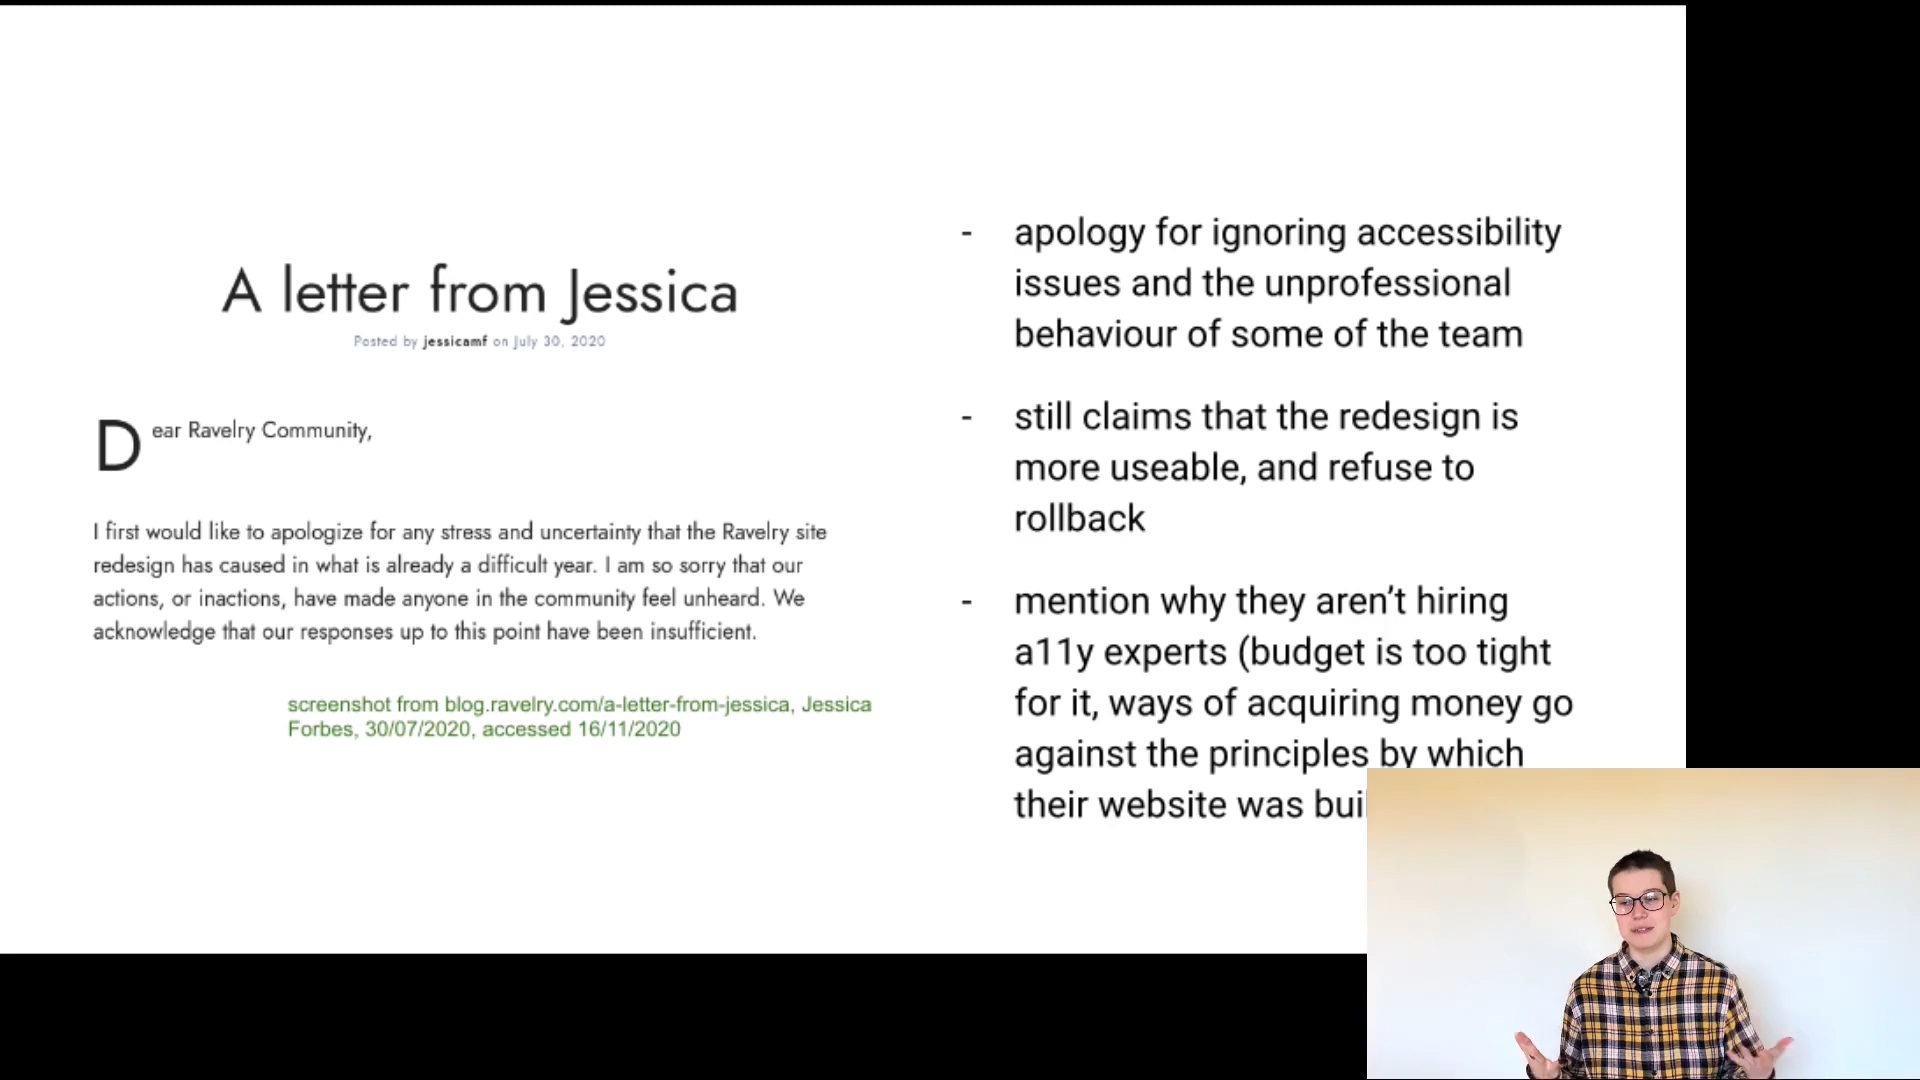 A letter from Jessica
Posted by jessicamf on July 30, 2020
Dear Ravelry Community,
I first would like to apologize for any stress and uncertainty that the Ravelry site
redesign has caused in what is already a difficult year. I am so sorry that our
actions, or inactions, have made anyone in the community feel unheard. We
acknowledge that our responses up to this point have been insufficient.
screenshot from blog.ravelry.com/a-letter-from-jessica, Jessica
Forbes, 30/07/2020, accessed 16/11/2020
- apology for ignoring accessibility
issues and the unprofessional
behaviour of some of the team
- still claims that the redesign is
more useable, and refuse to
rollback
- mention why they aren’t hiring
a11y experts (budget is too tight
for it, ways of acquiring money go
against the principles by which
their website was